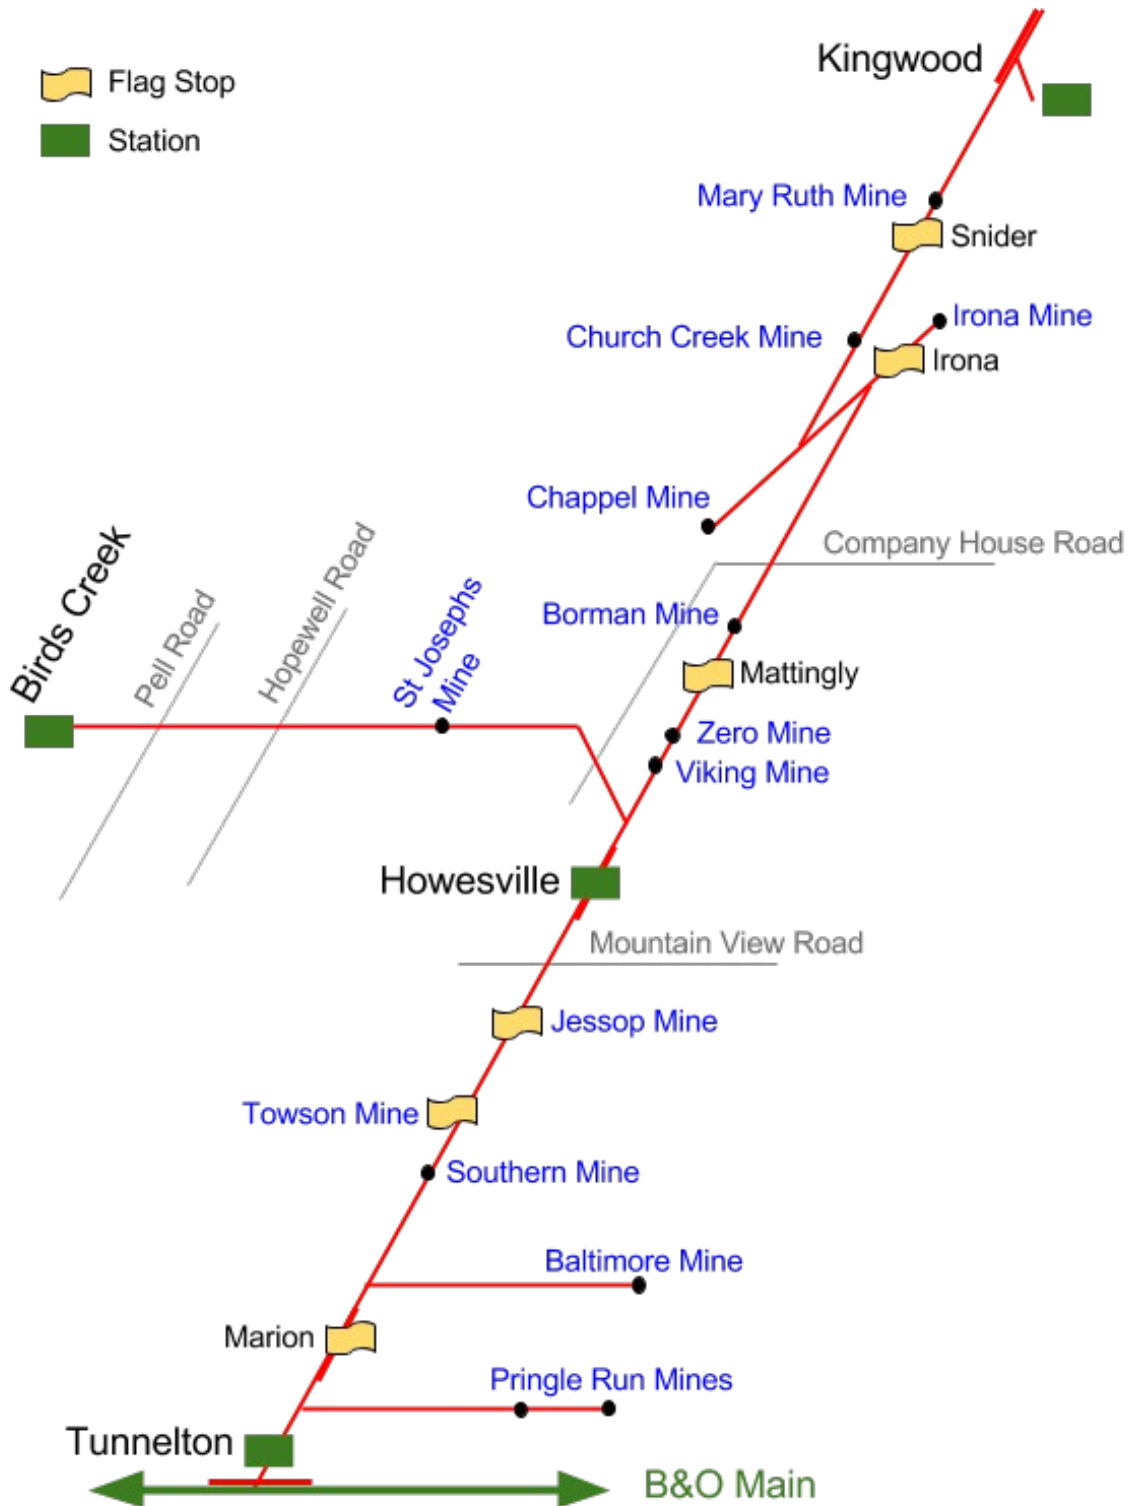 Kingwood
Flag Stop
Station
Mary Ruth Mine
Snider
Irona Mine
Church Creek Mine
Irona
Chappel Mine
Company House Road
Birds Creek
Pell Road
Hopewell Road
St Josephs
Mine
Borman Mine
Mattingly
Zero Mine
Viking Mine
Howesville
Mountain View Road
Jessop Mine
Towson Mine
Southern Mine
Baltimore Mine
Marion
Pringle Run Mines
Tunnelton
B&O Main